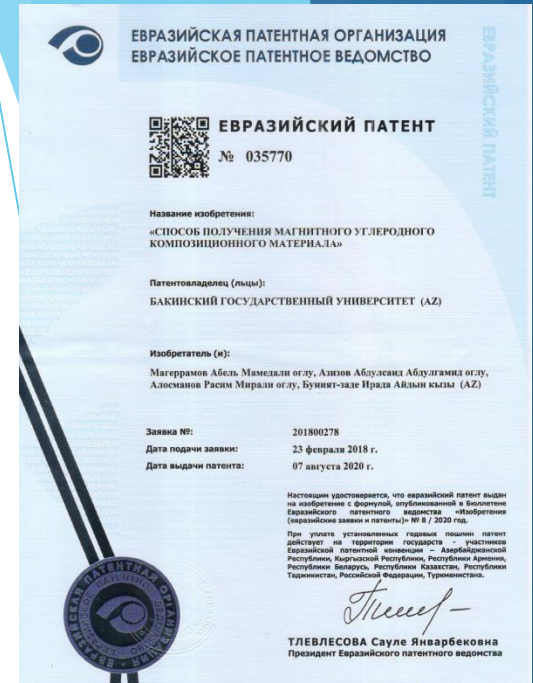 ЕВРАЗИЙСКАЯ ПАТЕНТНАЯ ОРГАНИЗАЦИЯ
ЕВРАЗИЙСКОЕ ПАТЕНТНОЕ ВЕДОМСТВО
ЕВРАЗИЙСКИЙ ПАТЕНТ
ЕВРАЗИЙСКИЙ ПАТЕНТ
№ 035770
Название изобретения:
«СПОСОБ ПОЛУЧЕНИЯ МАГНИТНОГО УГЛЕРОДНОГО
КОМПОЗИЦИОННОГО МАТЕРИАЛА»
Патентовладелец (льцы):
БАКИНСКИЙ ГОСУДАРСТВЕННЫЙ УНИВЕРСИТЕТ (AZ)
Изобретатель (и):
Магеррамов Абель Мамедали оглу, Азизов Абдулсаид Абдулгамид оглу,
Алосманов Расим Мирали оглу, Буният-заде Ирада Айдын кызы (AZ)
Заявка №: 201800278
Дата подачи заявки: 23 февраля 2018 г.
Дата выдачи патента: 07 августа 2020 г.
Настоящим удостоверяется, что евразийский патент выдан
на изобретение с формулой, опубликованной в Бюллетене
Евразийского патентного ведомства «Изобретения
(евразийские заявки и патенты)» № 8 / 2020 год.
При уплате установленных годовых пошлин патент
действует на территории государств - участников
Евразийской патентной конвенции – Азербайджанской
Республики, Кыргызской Республики, Республики Армения,
Республики Беларусь, Республики Казахстан, Республики
Таджикистан, Российской Федерации, Туркменистана.
ТЛЕВЛЕСОВА Сауле Январбековна
Президент Евразийского патентного ведомства